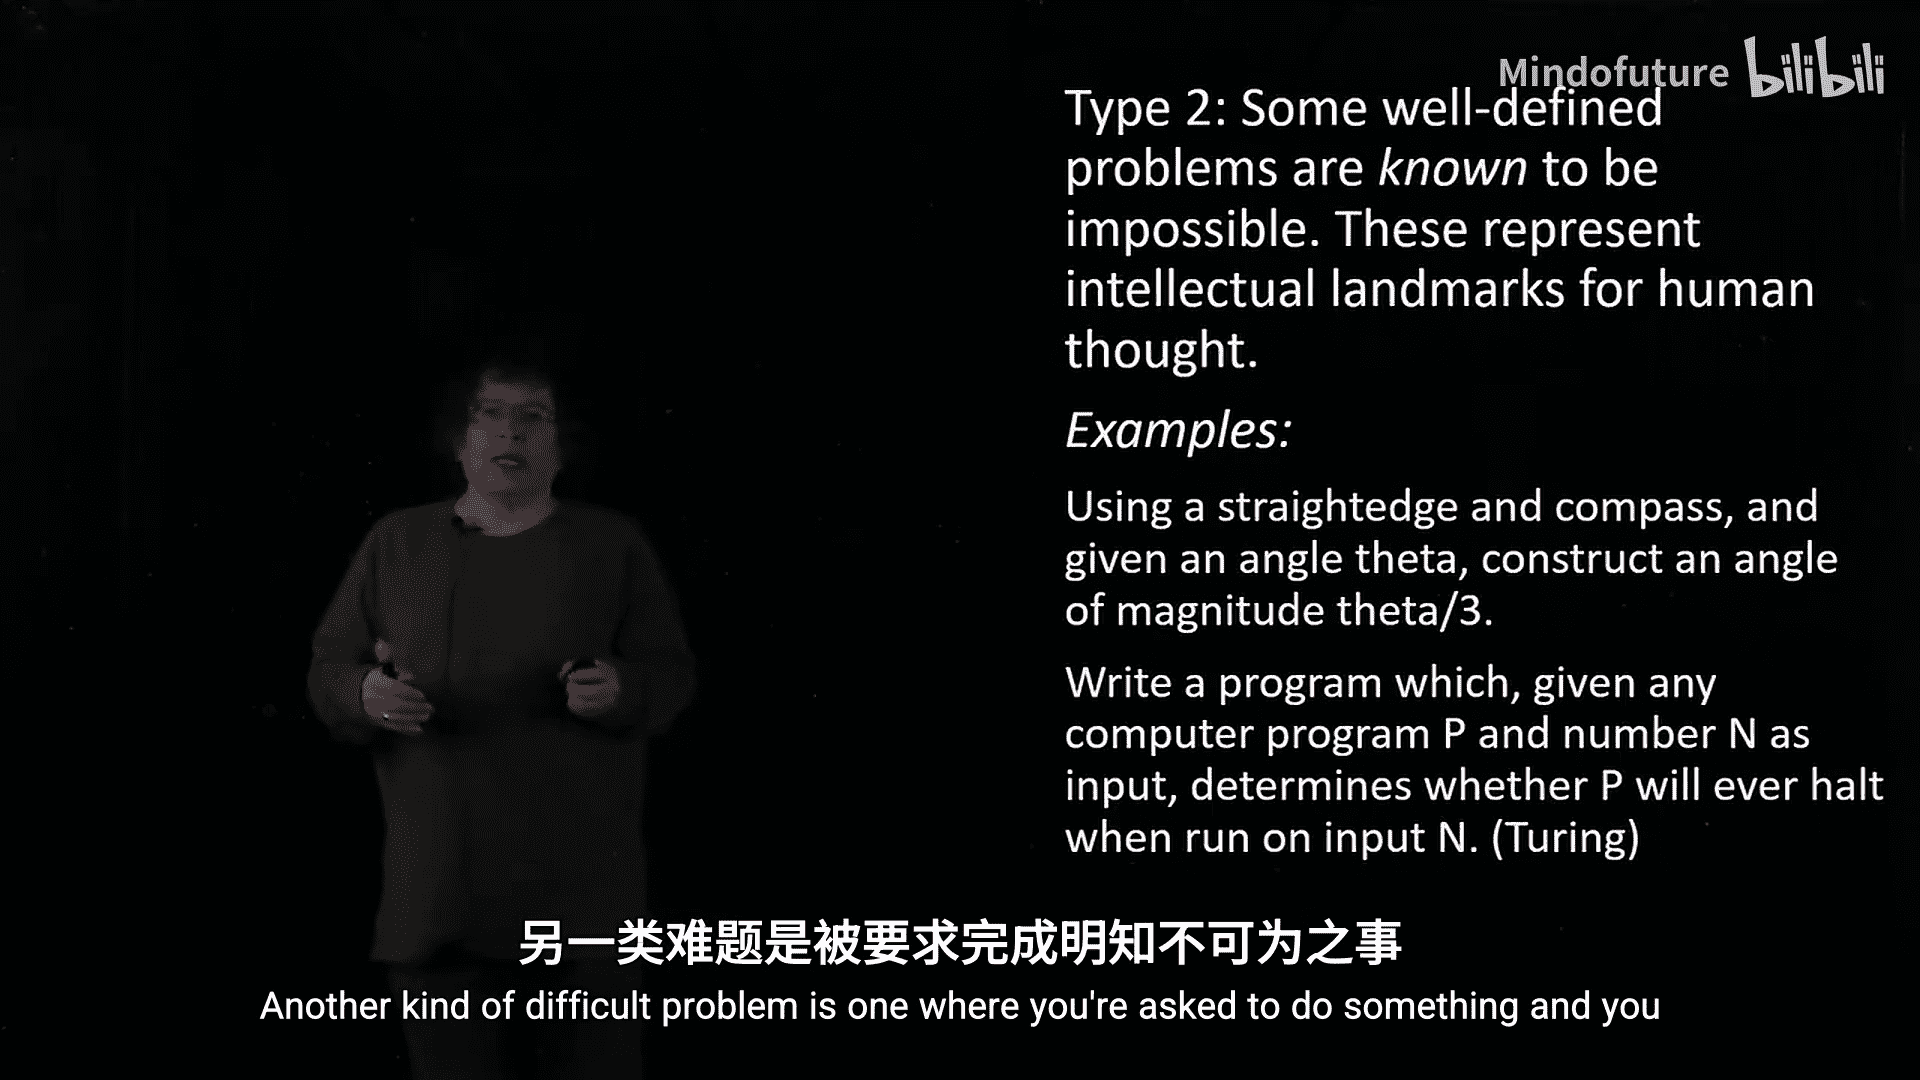 Mindofuture bilibili
Type 2: Some well-defined
problems are known to be
impossible. These represent
intellectual landmarks for human
thought.
Examples:
Using a straightedge and compass, and
given an angle theta, construct an angle
of magnitude theta/3.
Write a program which, given any
computer program P and number N as
input, determines whether P will ever halt
when run on input N. (Turing)
另一类难题是被要求完成明知不可为之事
Another kind of difficult problem is one where you're asked to do something and you